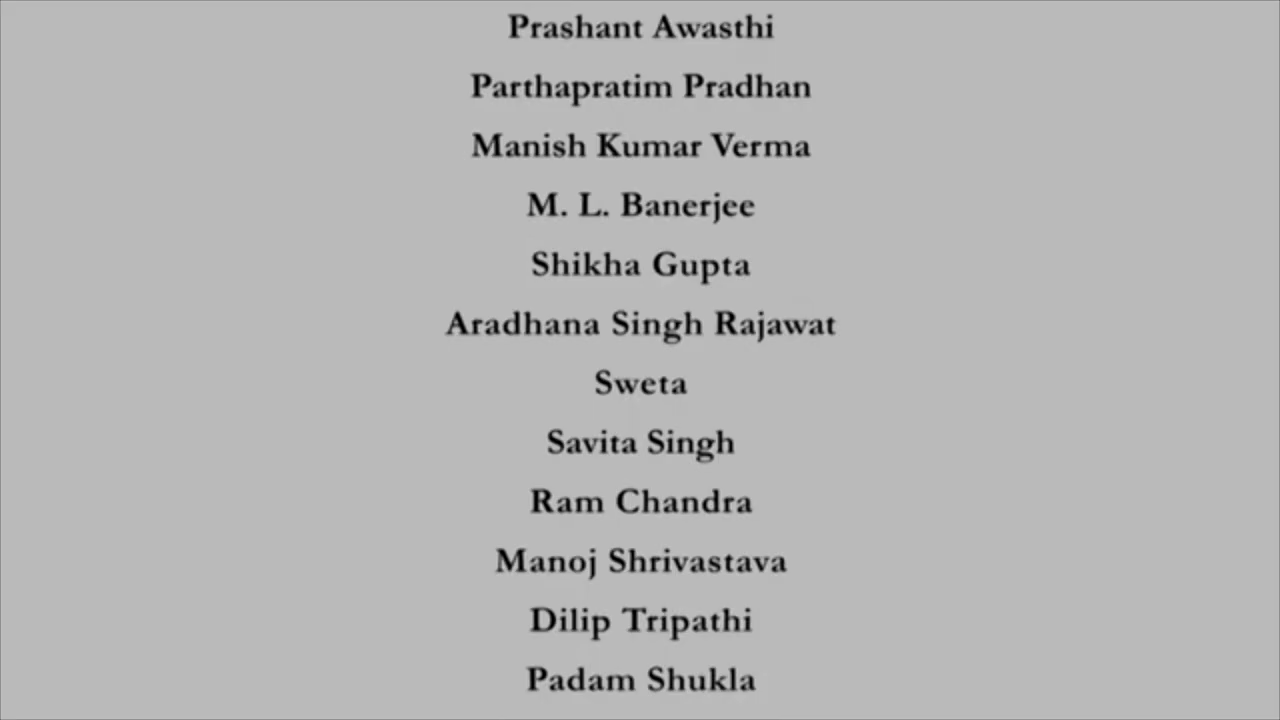 Prashant Awasthi
Parthapratim Pradhan
Manish Kumar Verma
M. L. Banerjee
Shikha Gupta
Aradhana Singh Rajawat
Sweta
Savita Singh
Ram Chandra
Manoj Shrivastava
Dilip Tripathi
Padam Shukla